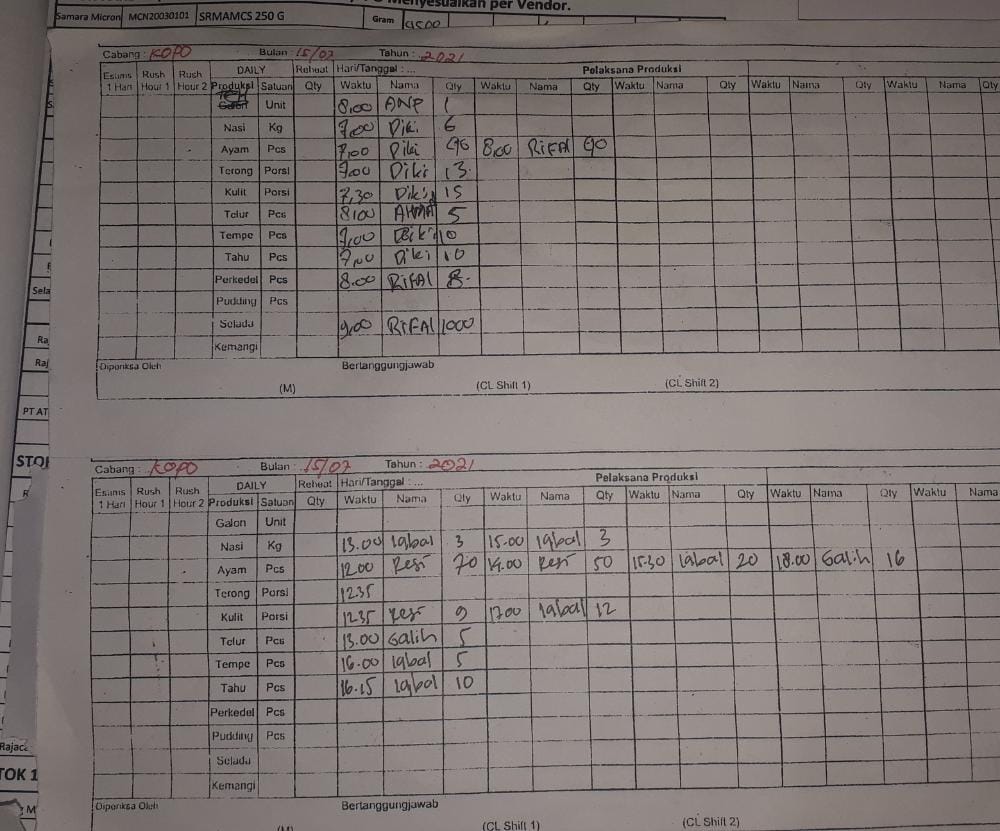 Menyesuaikan per Vendor.
Samara Micron MCN20030101 SRMAMCS 250 G Gram 9500
Cabang : KOPO Bulan : 15/07 Tahun : 2021
Esums 1 Hari Rush Hour 1 Rush Hour 2 DAILY Reheat Hari/Tanggal : ... Pelaksana Produksi
Produksi Satuan Qty Waktu Nama Qty Waktu Nama Qty Waktu Nama Qty Waktu Nama Qty Waktu Nama Qty
Galon Unit 8,00 1
Nasi Kg 7,00 Diki 6
Ayam Pcs 7,00 Diki 90 8.00 RiFAl 90
Terong Porsi 9.00 Diki 13
Kulit Porsi 7,30 Diki 15
Telur Pcs 8,00 5
Tempe Pcs 7,00 Diki 10
Tahu Pcs 7,00 Diki 10
Perkedel Pcs 8.00 RiFAl 8
Pudding Pcs
Selada 9,00 RiFAl 1000
Kemangi
Diperiksa Oleh Bertanggungjawab
(M) (CL Shift 1) (CL Shift 2)
PT AT
Cabang : KOPO Bulan : 15/07 Tahun : 2021
Esums 1 Hari Rush Hour 1 Rush Hour 2 DAILY Reheat Hari/Tanggal : ... Pelaksana Produksi
Produksi Satuan Qty Waktu Nama Qty Waktu Nama Qty Waktu Nama Qty Waktu Nama Qty Waktu Nama
Galon Unit
Nasi Kg 13.00 Iqbal 3 15.00 Iqbal 3
Ayam Pcs 12.00 Resi 70 14.00 Resi 50 15.30 Iqbal 20 18.00 Galih 16
Terong Porsi 12.35
Kulit Porsi 12.35 Resi 9 17.00 Iqbal 12
Telur Pcs 13.00 Galih 5
Tempe Pcs 16.00 Iqbal 5
Tahu Pcs 16.15 Iqbal 10
Perkedel Pcs
Pudding Pcs
Selada
Kemangi
Diperiksa Oleh Bertanggungjawab
(M) (CL Shift 1) (CL Shift 2)